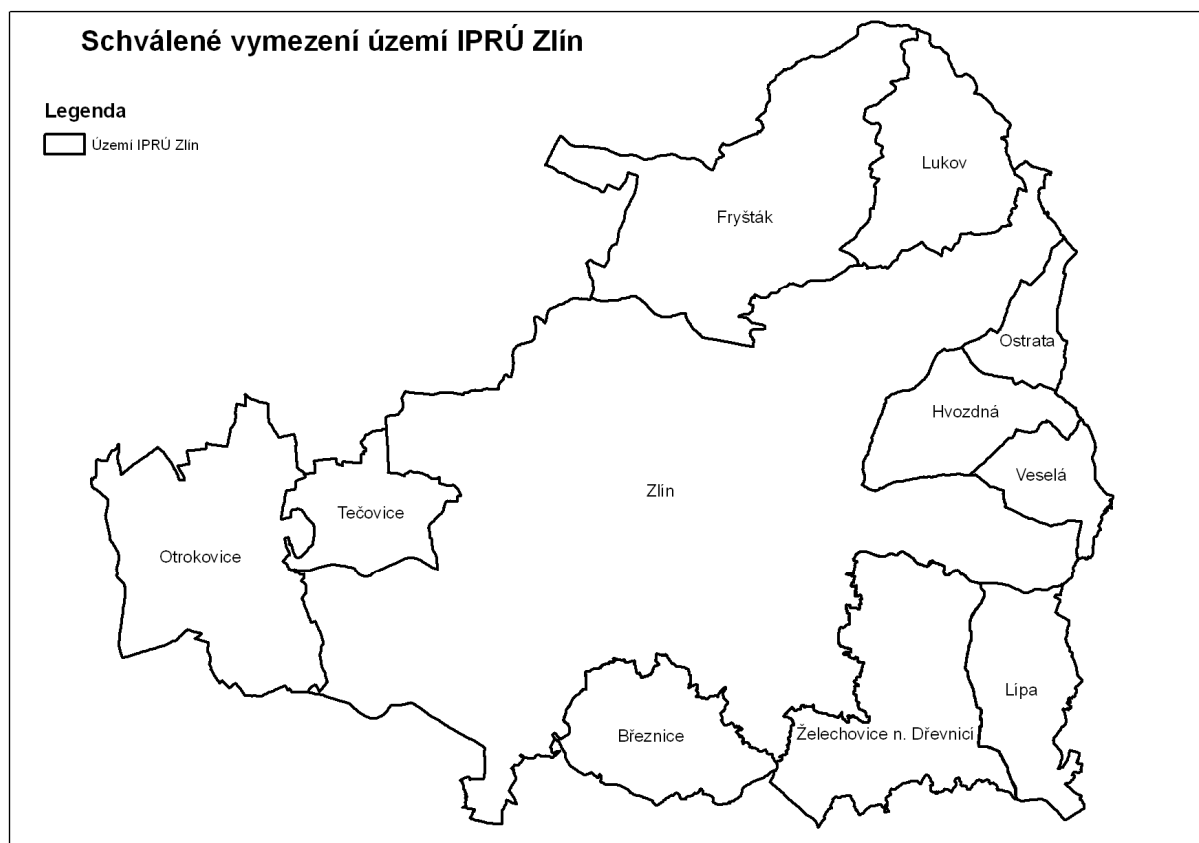 Schválené vymezení území IPRÚ Zlín
Legenda
Území IPRÚ Zlín
Lukov
Fryšták
Ostrata
Hvozdná
Veselá
Zlín
Tečovice
Otrokovice
Lípa
Březnice
Želechovice n. Dřevnicí